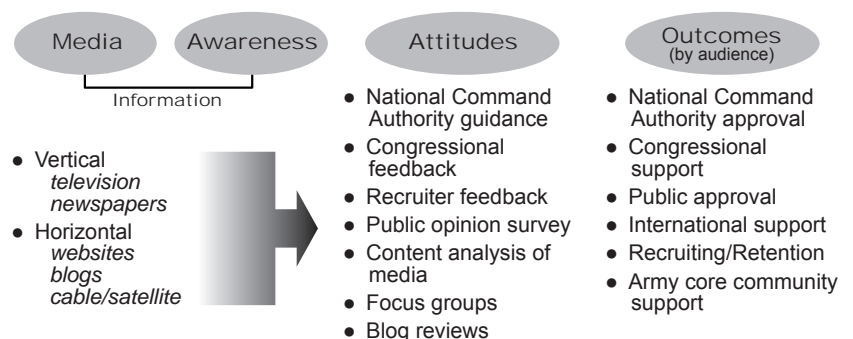 Media
Awareness
Information
● Vertical
television
newspapers
● Horizontal
websites
blogs
cable/satellite
Attitudes
● National Command
Authority guidance
● Congressional
feedback
● Recruiter feedback
● Public opinion survey
● Content analysis of
media
● Focus groups
● Blog reviews
Outcomes
(by audience)
● National Command
Authority approval
● Congressional
support
● Public approval
● International support
● Recruiting/Retention
● Army core community
support